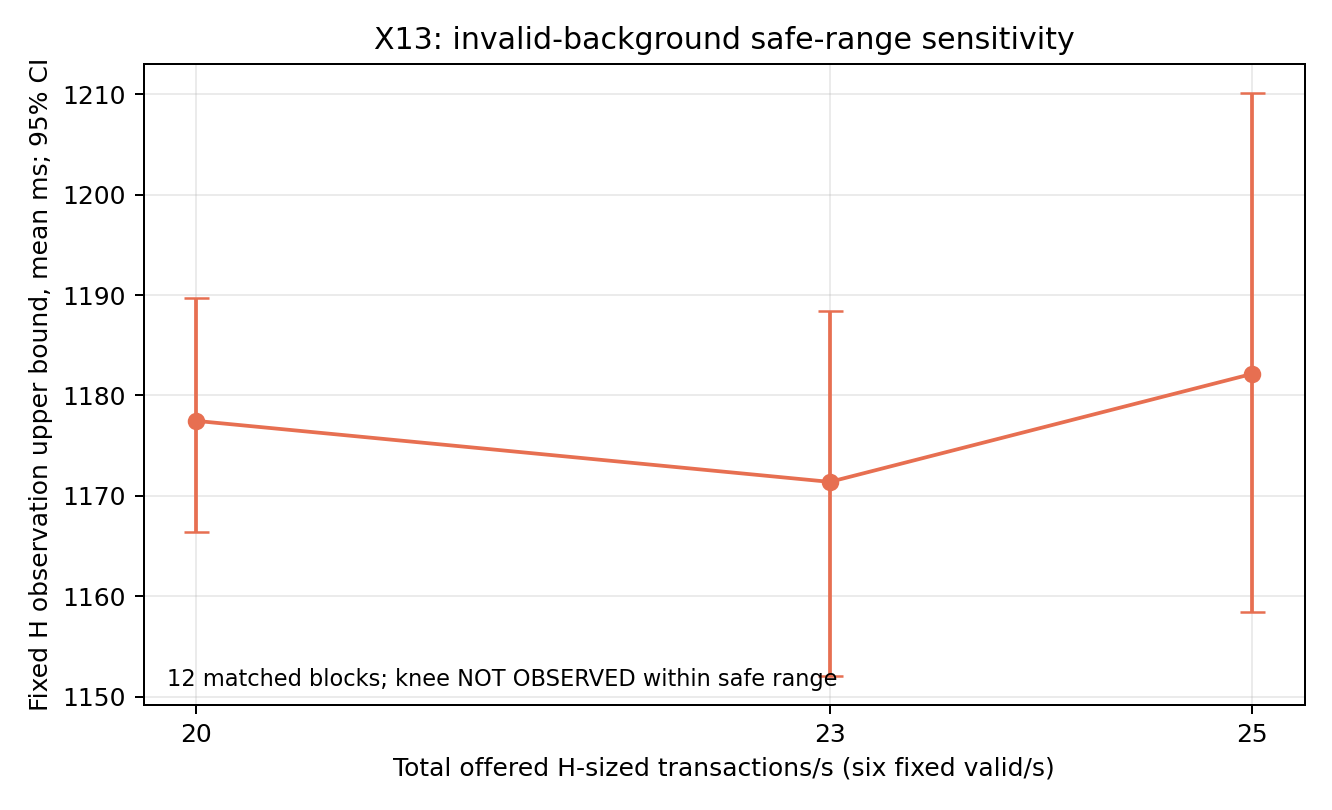 X13: invalid-background safe-range sensitivity
Fixed H observation upper bound, mean ms; 95% CI
1210
1200
1190
1180
1170
1160
1150
12 matched blocks; knee NOT OBSERVED within safe range
20
23
25
Total offered H-sized transactions/s (six fixed valid/s)